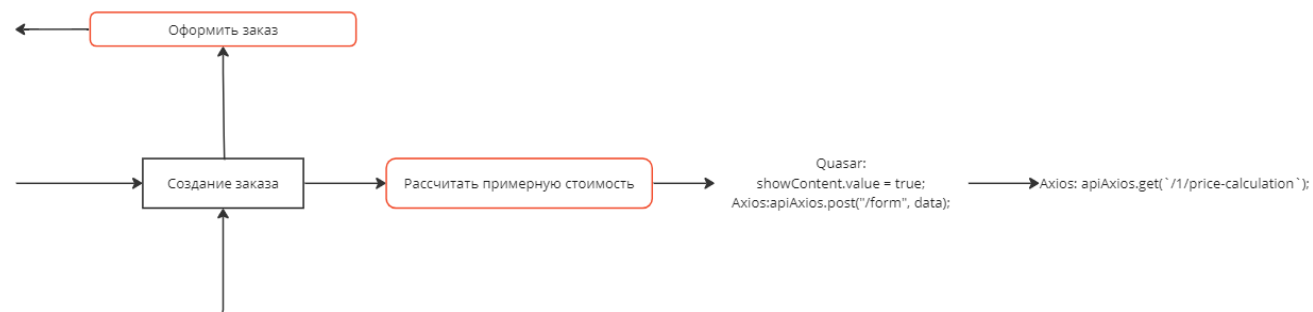 Оформить заказ
Создание заказа
Рассчитать примерную стоимость
Quasar:
showContent.value = true;
Axios:apiAxios.post("/form", data);
Axios: apiAxios.get(`/1/price-calculation`);